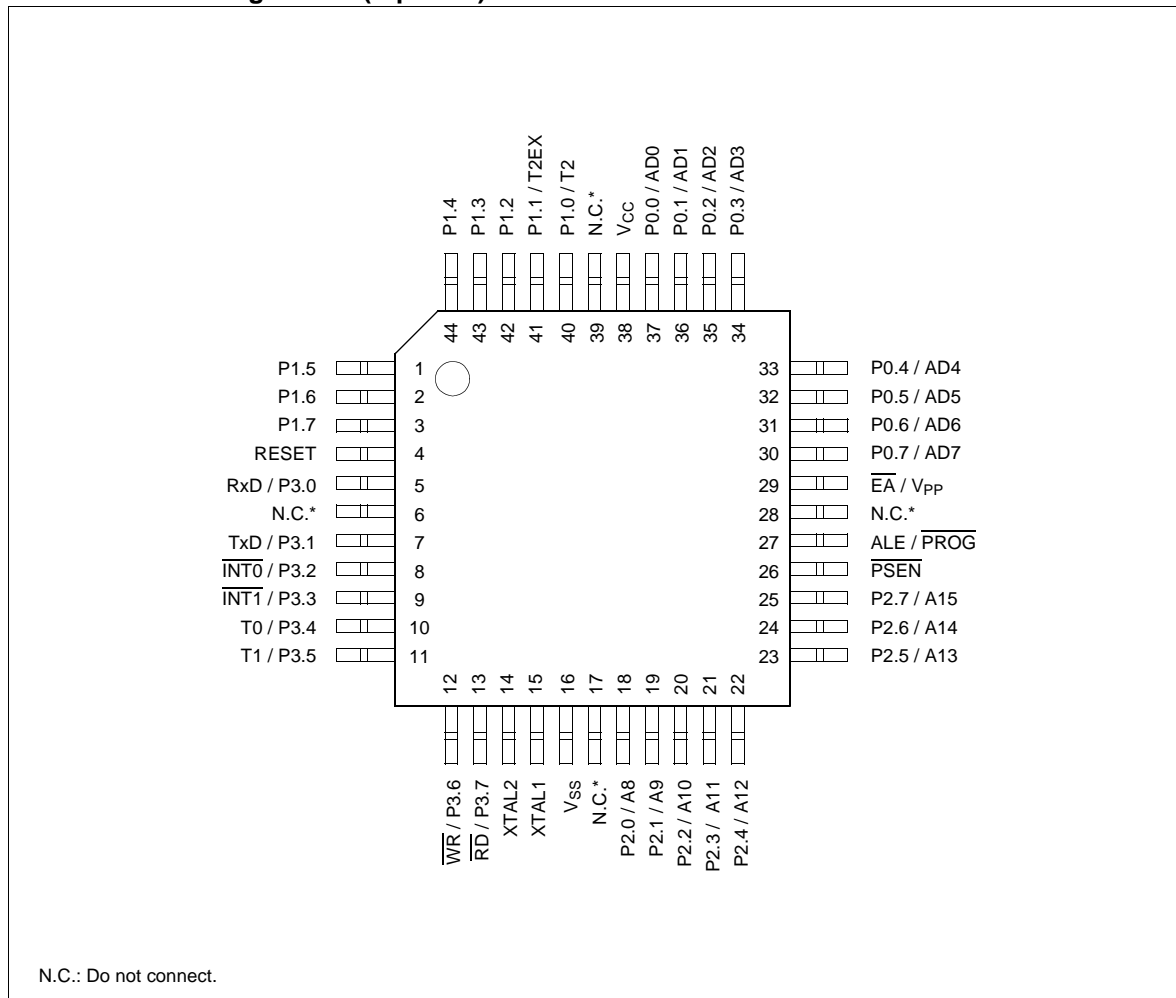 P1.4
P1.3
P1.2
P1.1 / T2EX
P1.0 / T2
N.C.*
VCC
P0.0 / AD0
P0.1 / AD1
P0.2 / AD2
P0.3 / AD3
44
43
42
41
40
39
38
37
36
35
34
P1.5 1
P1.6 2
P1.7 3
RESET 4
RxD / P3.0 5
N.C.* 6
TxD / P3.1 7
INT0 / P3.2 8
INT1 / P3.3 9
T0 / P3.4 10
T1 / P3.5 11
33 P0.4 / AD4
32 P0.5 / AD5
31 P0.6 / AD6
30 P0.7 / AD7
29 EA / VPP
28 N.C.*
27 ALE / PROG
26 PSEN
25 P2.7 / A15
24 P2.6 / A14
23 P2.5 / A13
12
13
14
15
16
17
18
19
20
21
22
WR / P3.6
RD / P3.7
XTAL2
XTAL1
VSS
N.C.*
P2.0 / A8
P2.1 / A9
P2.2 / A10
P2.3 / A11
P2.4 / A12
N.C.: Do not connect.